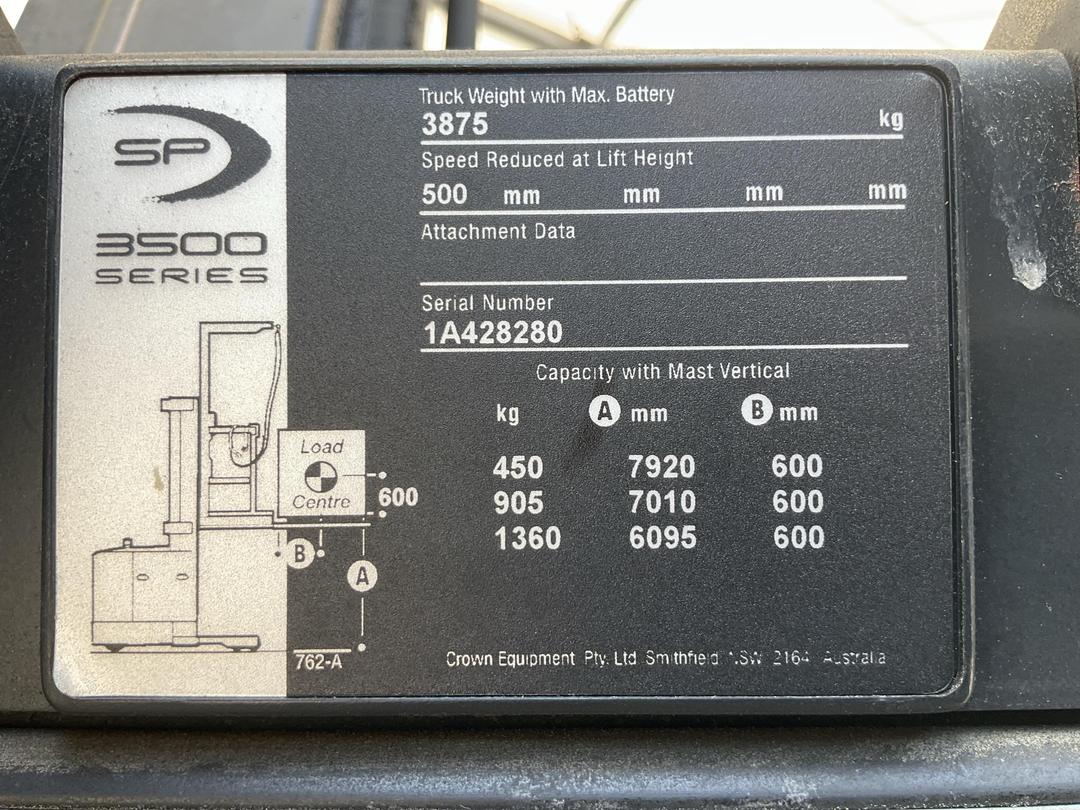 SP
3500
SERIES
Truck Weight with Max. Battery
3875 kg
Speed Reduced at Lift Height
500 mm mm mm mm
Attachment Data
Serial Number
1A428280
Capacity with Mast Vertical
kg A mm B mm
450 7920 600
905 7010 600
1360 6095 600
Load
Centre
600
B
A
762-A
Crown Equipment Pty. Ltd Smithfield NSW 2164 Australia